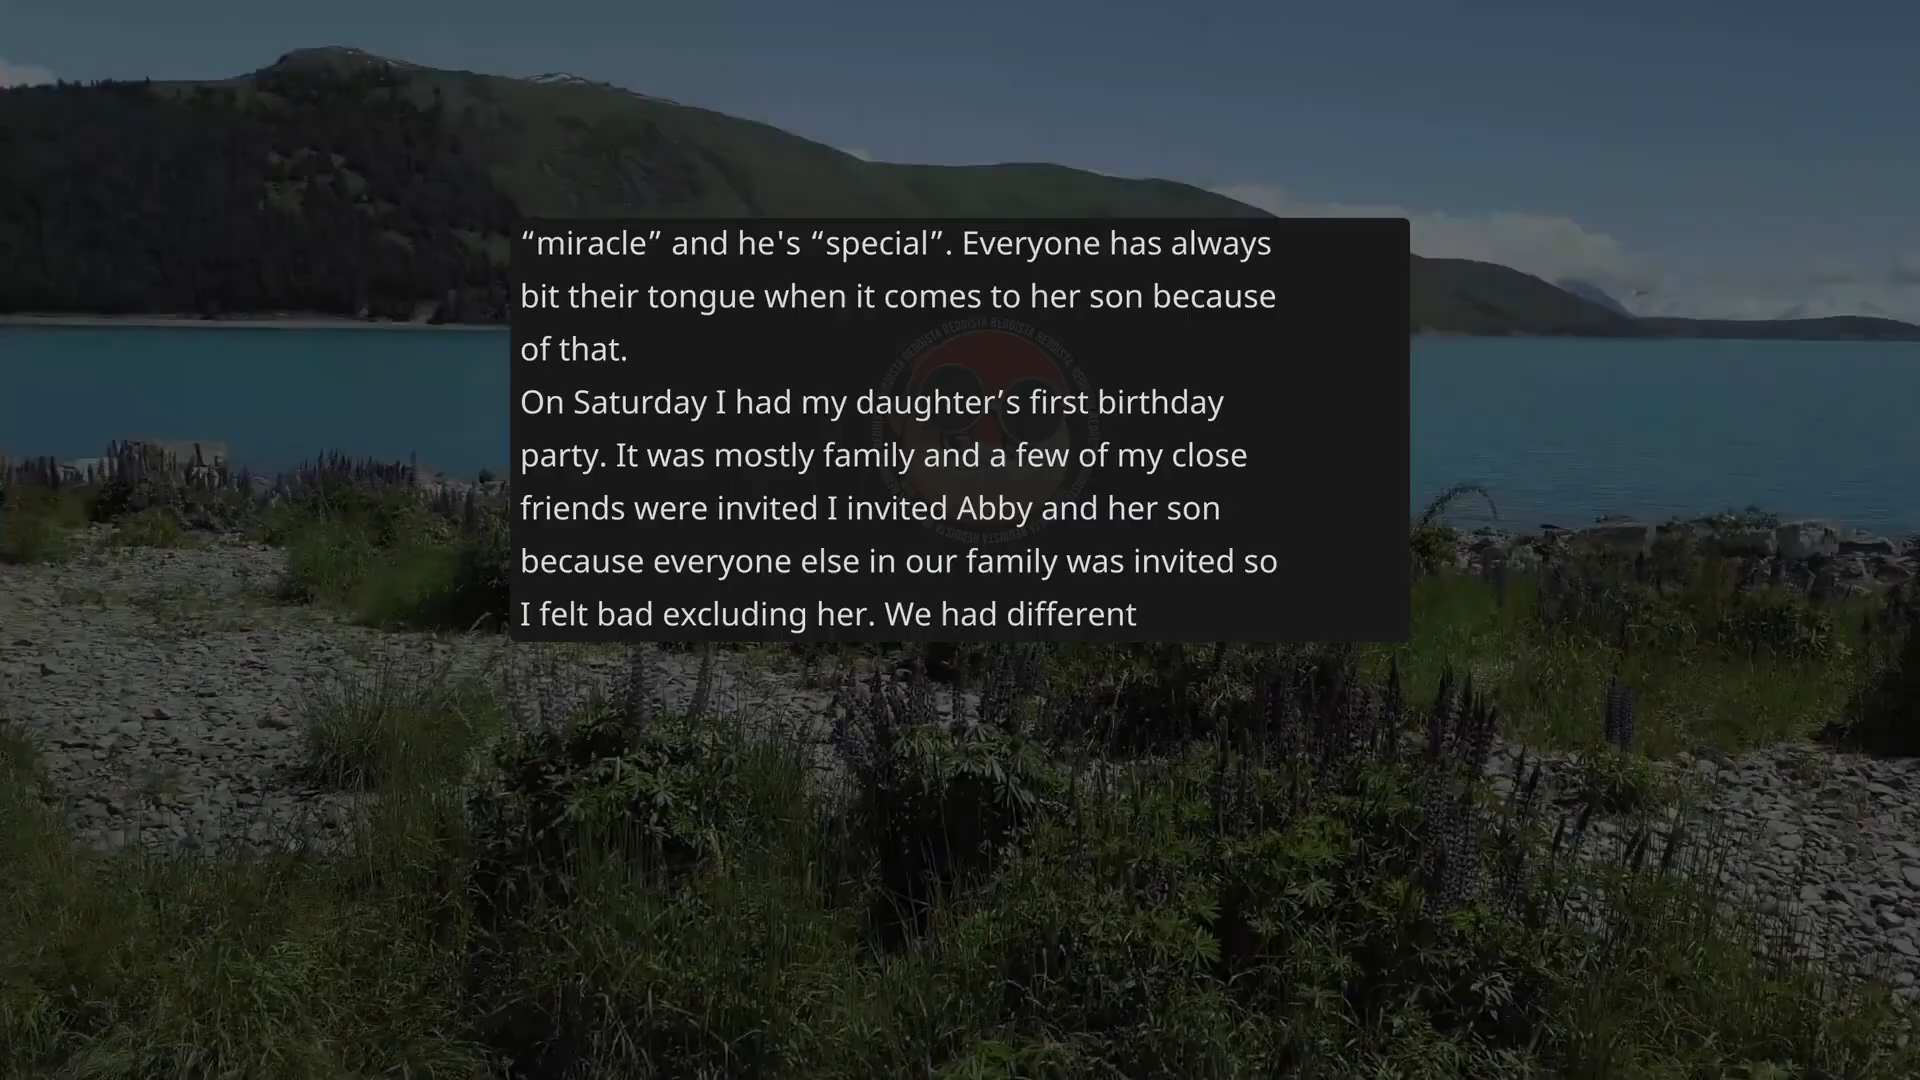 “miracle” and he's “special”. Everyone has always
bit their tongue when it comes to her son because
of that.
On Saturday I had my daughter’s first birthday
party. It was mostly family and a few of my close
friends were invited I invited Abby and her son
because everyone else in our family was invited so
I felt bad excluding her. We had different
REDDISTA REDDISTA REDDISTA